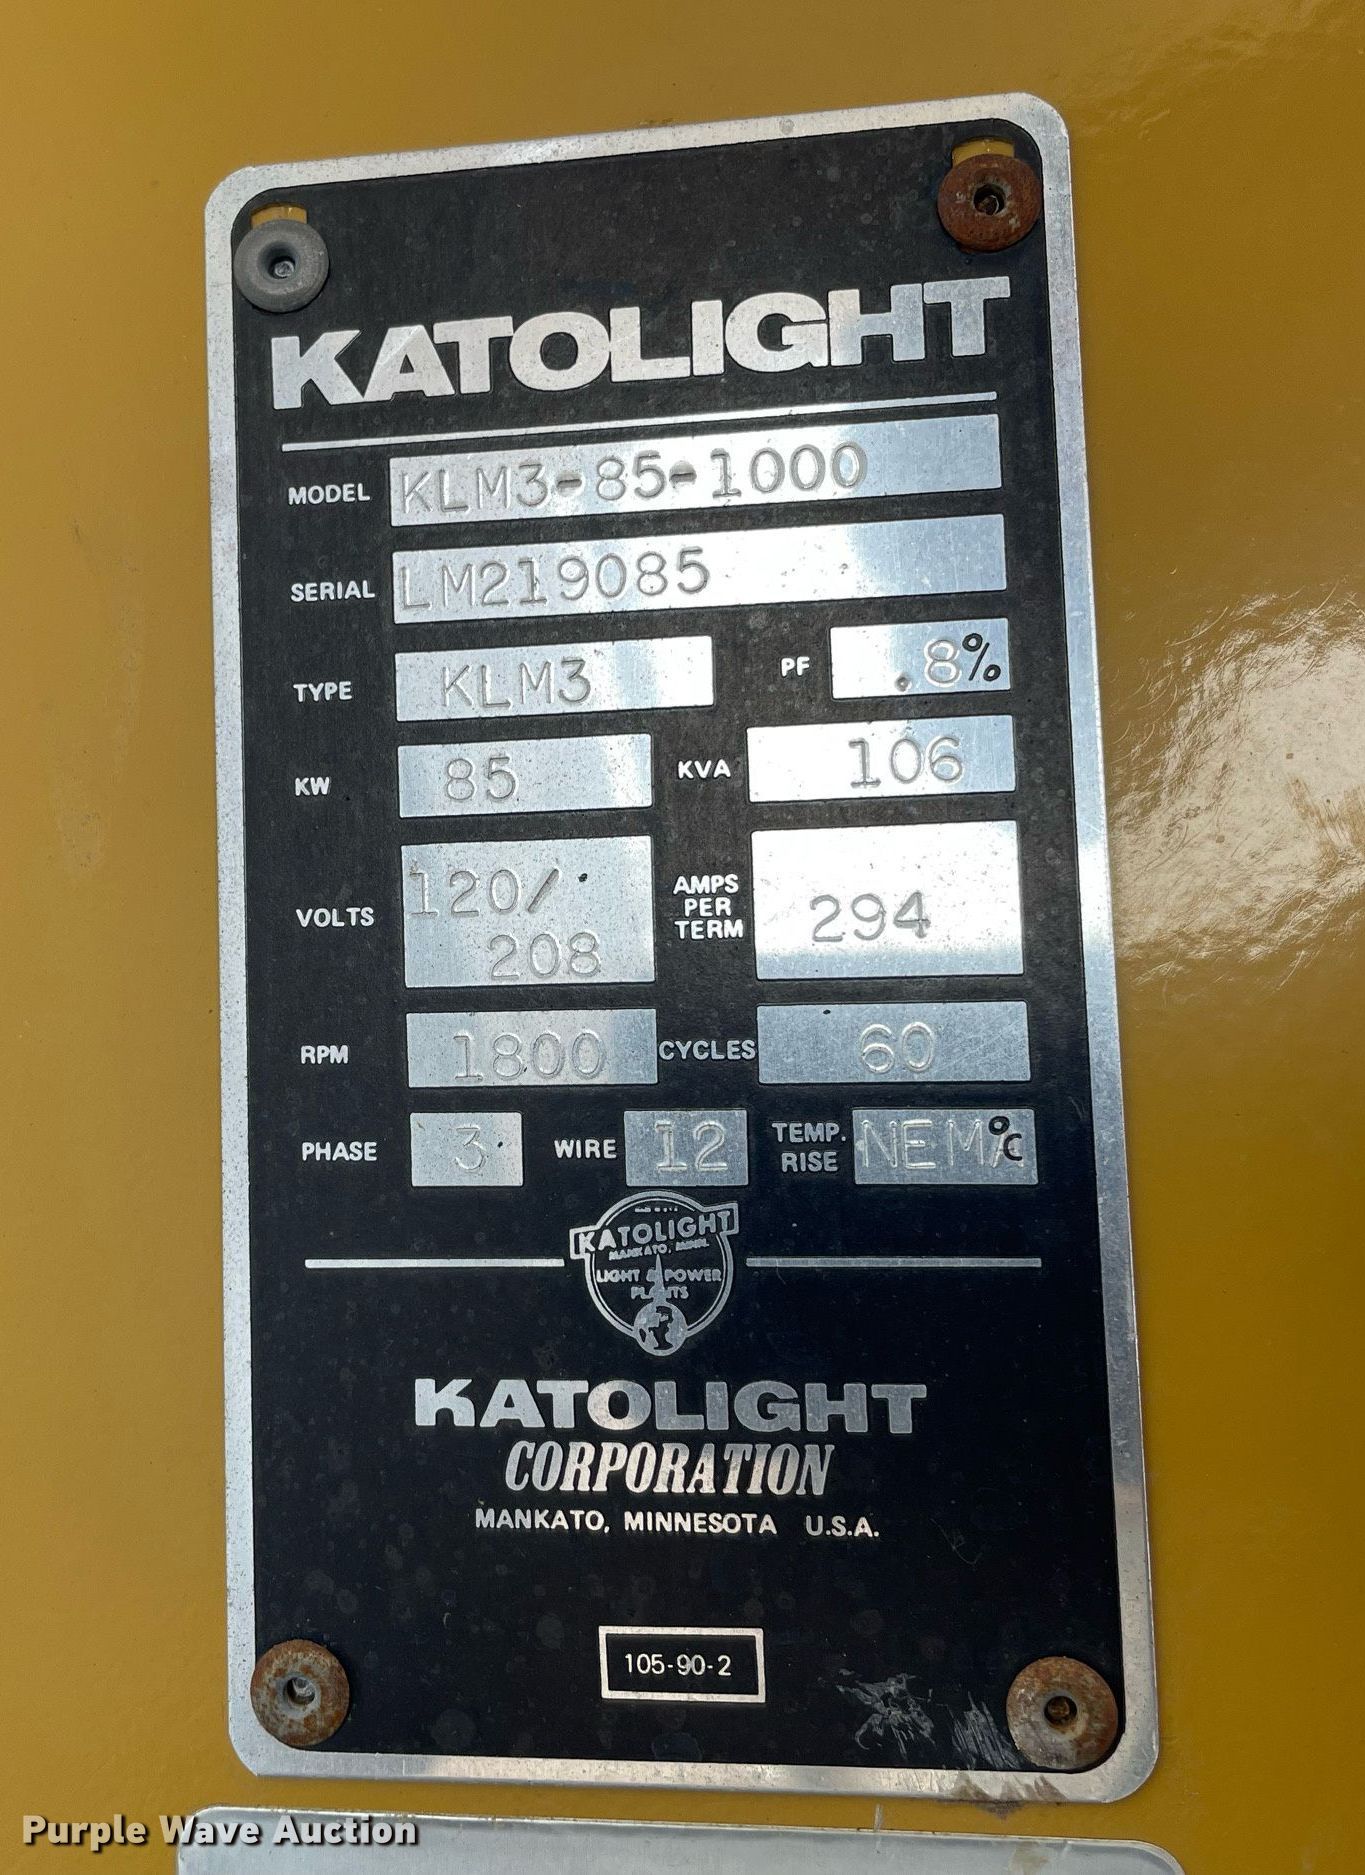 KATOLIGHT
MODEL KLM3-85-1000
SERIAL LM219085
TYPE KLM3 PF .8%
KW 85 KVA 106
VOLTS 120/208 AMPS PER TERM 294
RPM 1800 CYCLES 60
PHASE 3 WIRE 12 TEMP. RISE NEMA °C
KATOLIGHT
MANKATO, MINN.
LIGHT & POWER
PLANTS
KATOLIGHT
CORPORATION
MANKATO, MINNESOTA U.S.A.
105-90-2
Purple Wave Auction